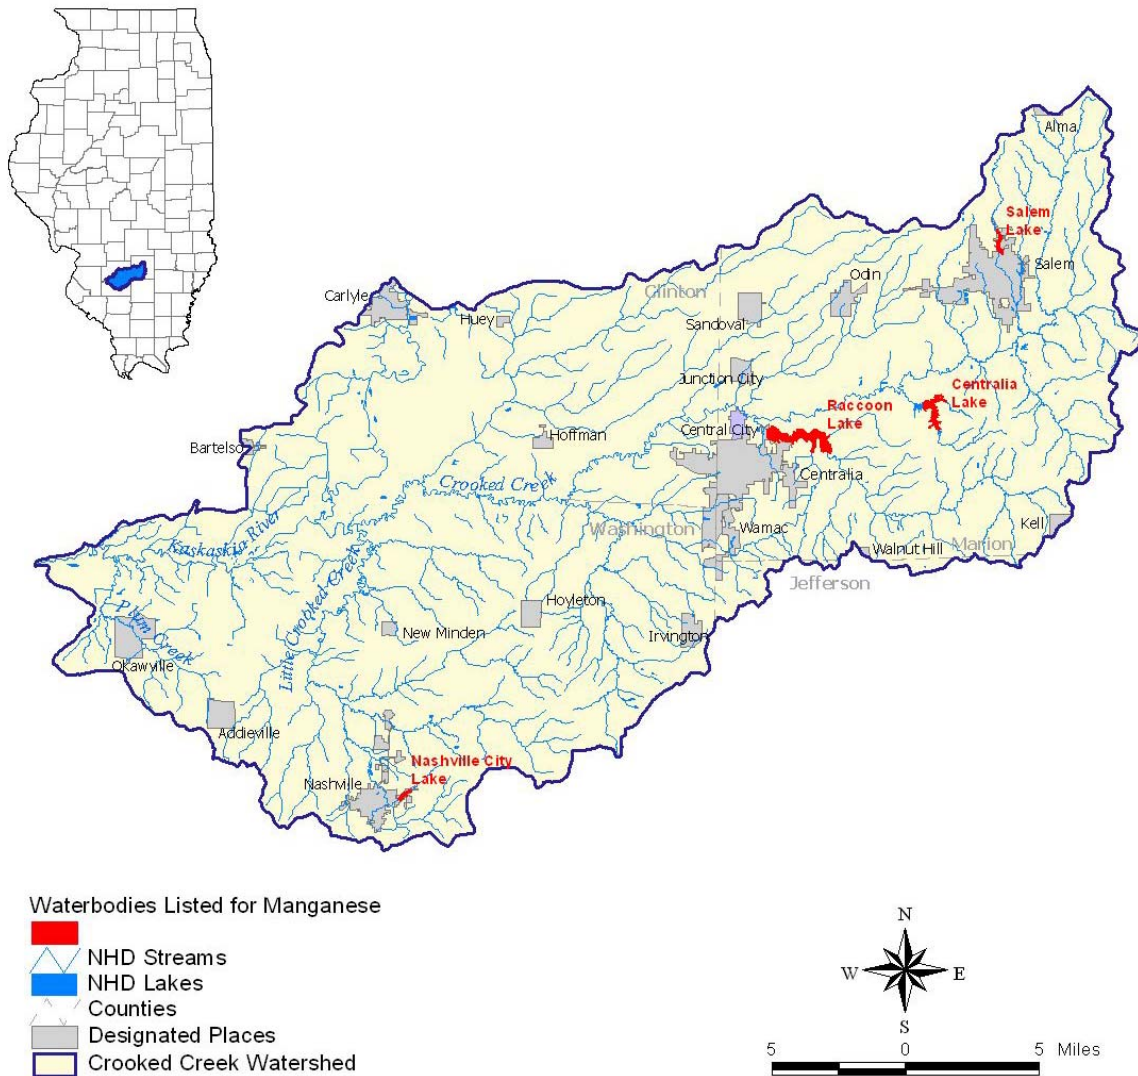 Alma
Salem
Lake
Salem
Odin
Clinton
Carlyle
Huey
Sandoval
Junction City
Centralia
Lake
Raccoon
Lake
Central City
Hoffman
Bartelso
Centralia
Crooked Creek
Washington
Wamac
Kell
Marion
Walnut Hill
Jefferson
Kaskaskia River
Little Crooked Creek
Plum Creek
Hoyleton
New Minden
Irvington
Okawville
Addieville
Nashville City
Lake
Nashville
Waterbodies Listed for Manganese
NHD Streams
NHD Lakes
Counties
Designated Places
Crooked Creek Watershed
N
W
E
S
5 0 5 Miles